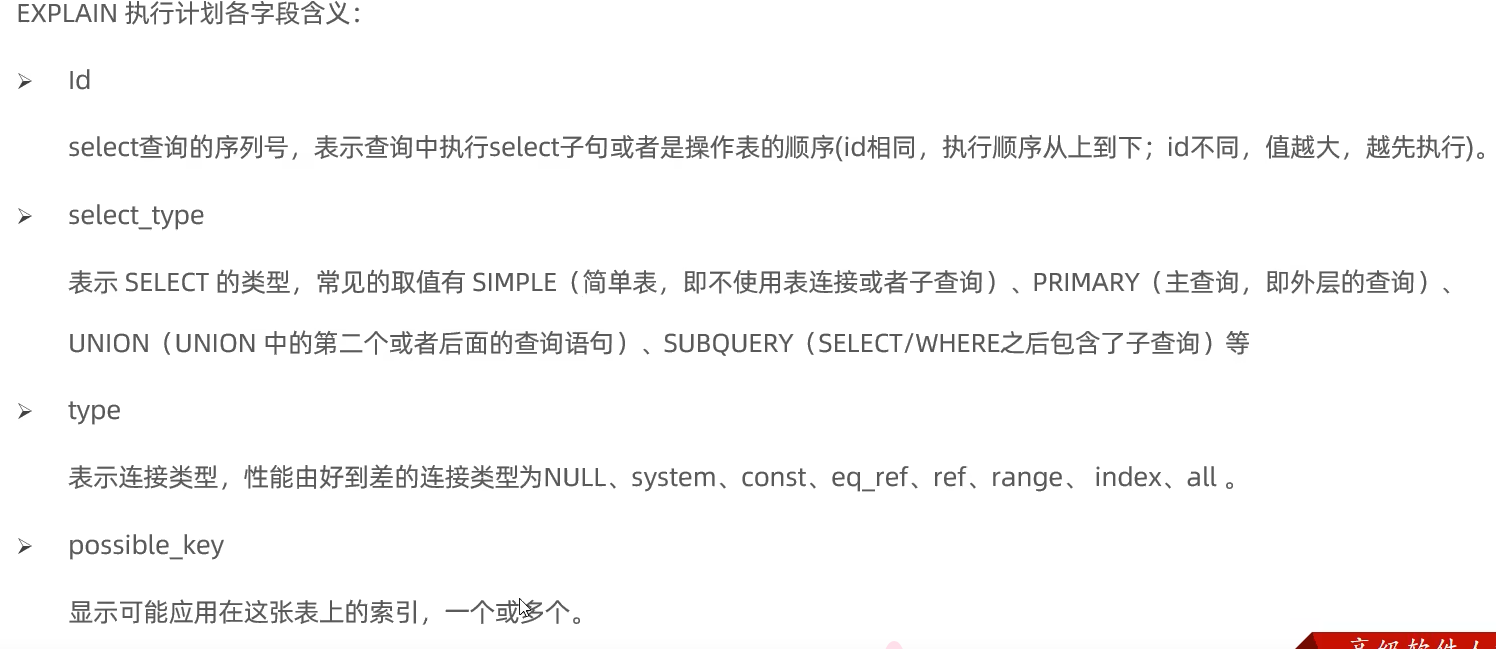 EXPLAIN 执行计划各字段含义：
➢ Id
select查询的序列号，表示查询中执行select子句或者是操作表的顺序(id相同，执行顺序从上到下；id不同，值越大，越先执行)。
➢ select_type
表示 SELECT 的类型，常见的取值有 SIMPLE（简单表，即不使用表连接或者子查询）、PRIMARY（主查询，即外层的查询）、
UNION（UNION 中的第二个或者后面的查询语句）、SUBQUERY（SELECT/WHERE之后包含了子查询）等
➢ type
表示连接类型，性能由好到差的连接类型为NULL、system、const、eq_ref、ref、range、 index、all 。
➢ possible_key
显示可能应用在这张表上的索引，一个或多个。
高级软件人